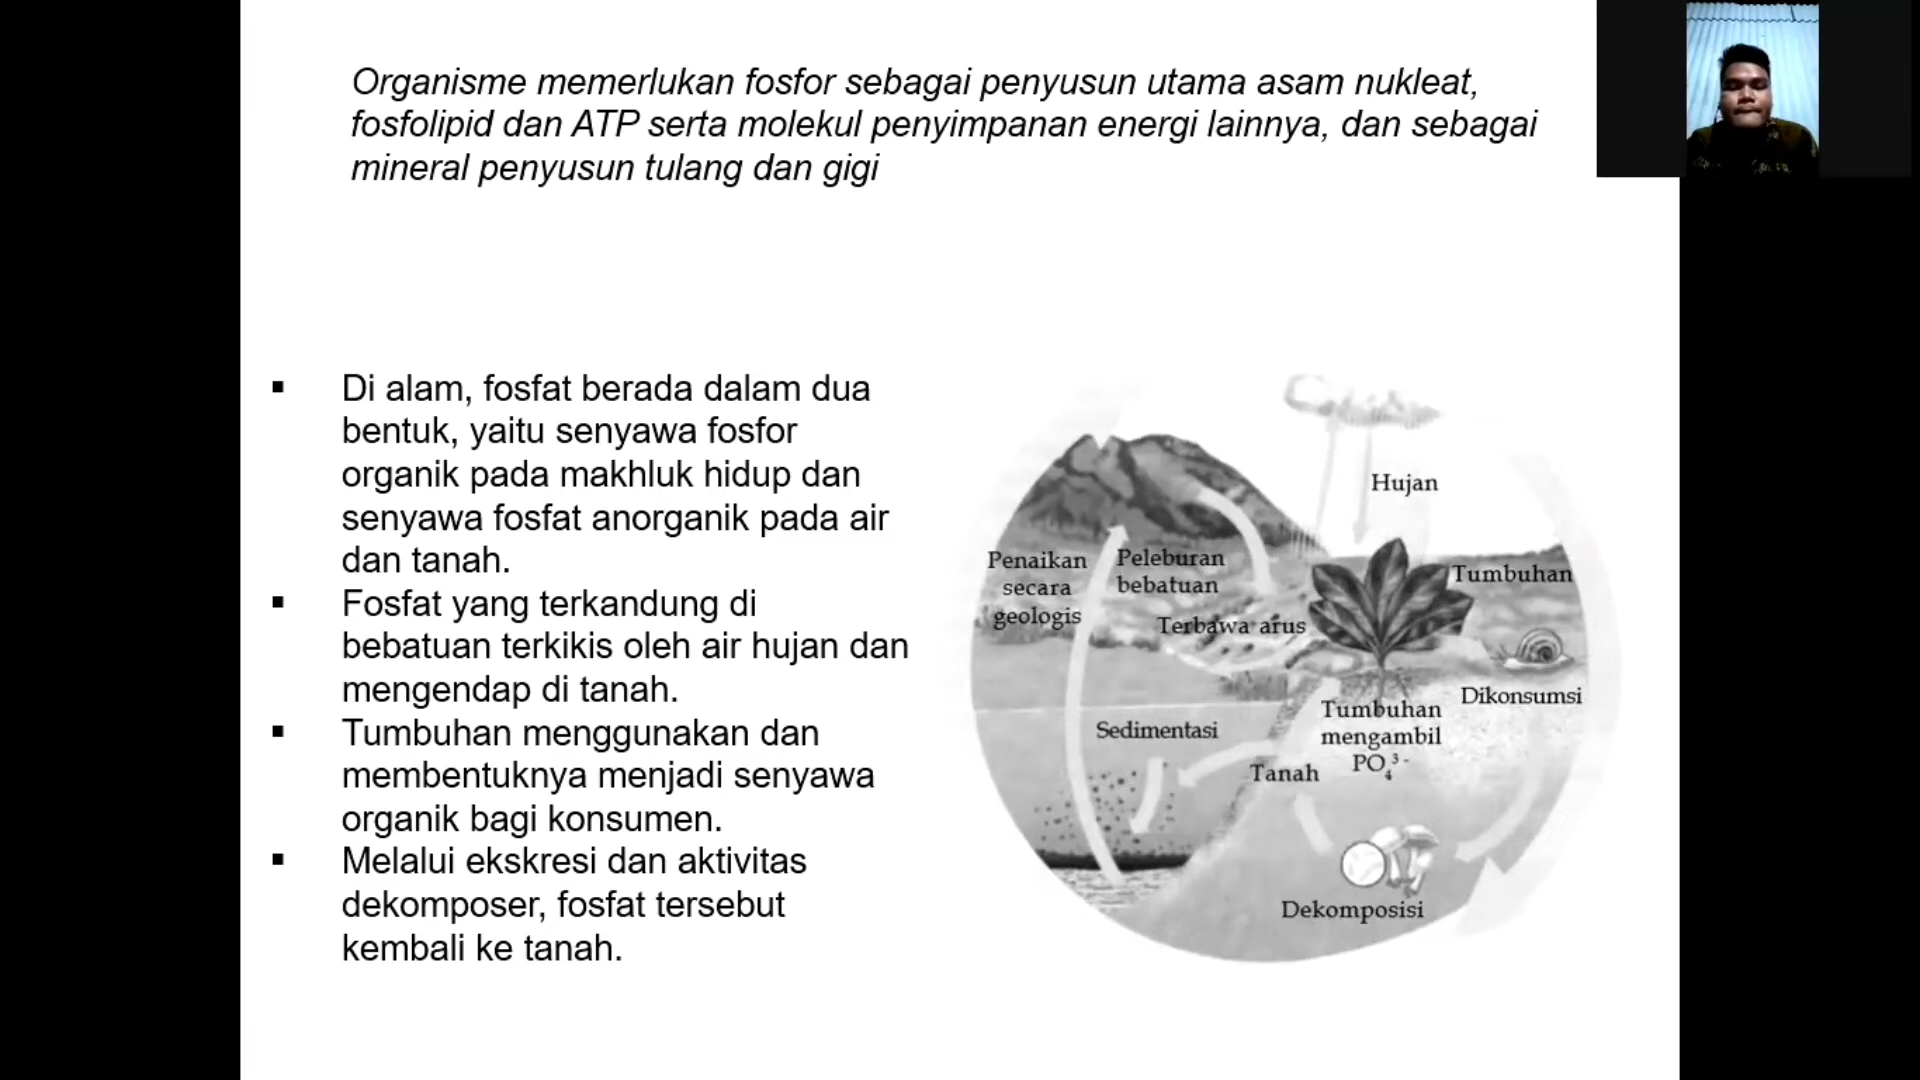 Organisme memerlukan fosfor sebagai penyusun utama asam nukleat,
fosfolipid dan ATP serta molekul penyimpanan energi lainnya, dan sebagai
mineral penyusun tulang dan gigi
▪ Di alam, fosfat berada dalam dua
bentuk, yaitu senyawa fosfor
organik pada makhluk hidup dan
senyawa fosfat anorganik pada air
dan tanah.
▪ Fosfat yang terkandung di
bebatuan terkikis oleh air hujan dan
mengendap di tanah.
▪ Tumbuhan menggunakan dan
membentuknya menjadi senyawa
organik bagi konsumen.
▪ Melalui ekskresi dan aktivitas
dekomposer, fosfat tersebut
kembali ke tanah.
Hujan
Penaikan
secara
geologis
Peleburan
bebatuan
Terbawa arus
Tumbuhan
Dikonsumsi
Tumbuhan
mengambil
PO₄³⁻
Sedimentasi
Tanah
Dekomposisi